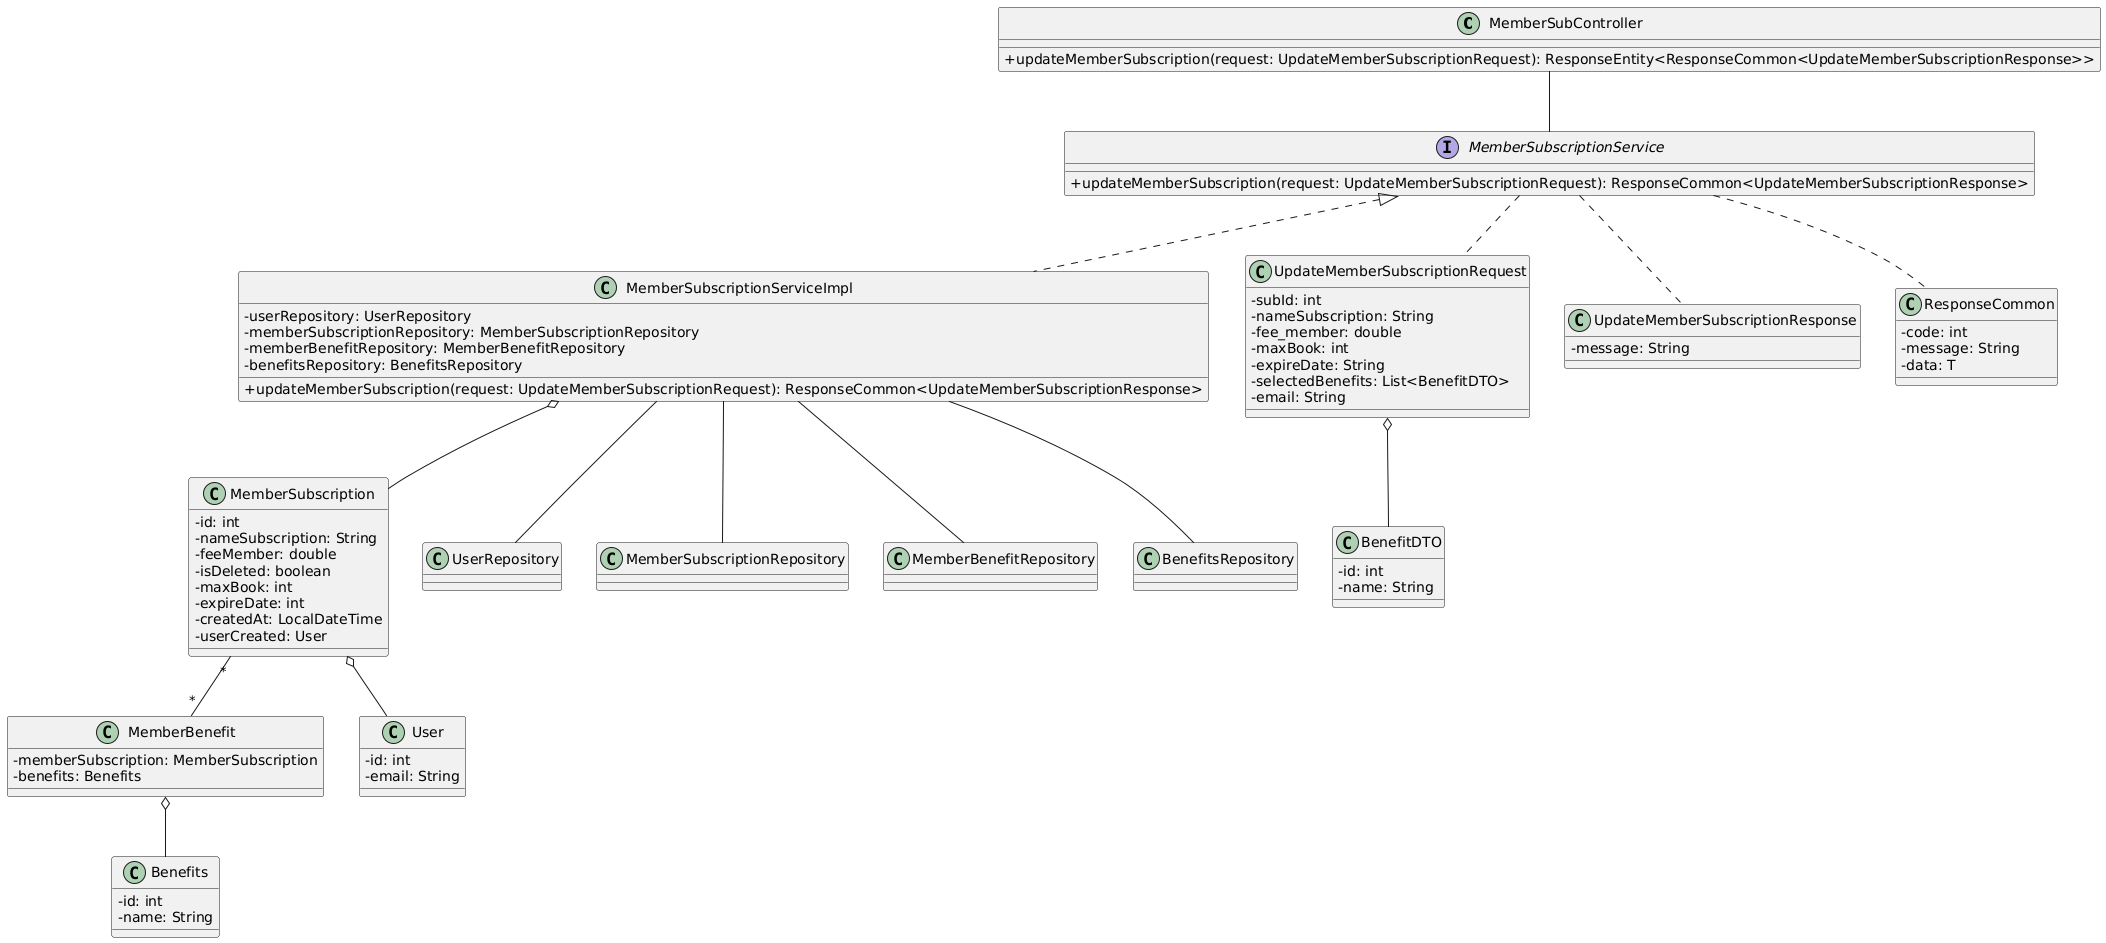 C MemberSubController
+updateMemberSubscription(request: UpdateMemberSubscriptionRequest): ResponseEntity<ResponseCommon<UpdateMemberSubscriptionResponse>>
I MemberSubscriptionService
+updateMemberSubscription(request: UpdateMemberSubscriptionRequest): ResponseCommon<UpdateMemberSubscriptionResponse>
C MemberSubscriptionServiceImpl
-userRepository: UserRepository
-memberSubscriptionRepository: MemberSubscriptionRepository
-memberBenefitRepository: MemberBenefitRepository
-benefitsRepository: BenefitsRepository
+updateMemberSubscription(request: UpdateMemberSubscriptionRequest): ResponseCommon<UpdateMemberSubscriptionResponse>
C UpdateMemberSubscriptionRequest
-subId: int
-nameSubscription: String
-fee_member: double
-maxBook: int
-expireDate: String
-selectedBenefits: List<BenefitDTO>
-email: String
C UpdateMemberSubscriptionResponse
-message: String
C ResponseCommon
-code: int
-message: String
-data: T
C MemberSubscription
-id: int
-nameSubscription: String
-feeMember: double
-isDeleted: boolean
-maxBook: int
-expireDate: int
-createdAt: LocalDateTime
-userCreated: User
C UserRepository
C MemberSubscriptionRepository
C MemberBenefitRepository
C BenefitsRepository
C BenefitDTO
-id: int
-name: String
*
*
C MemberBenefit
-memberSubscription: MemberSubscription
-benefits: Benefits
C User
-id: int
-email: String
C Benefits
-id: int
-name: String